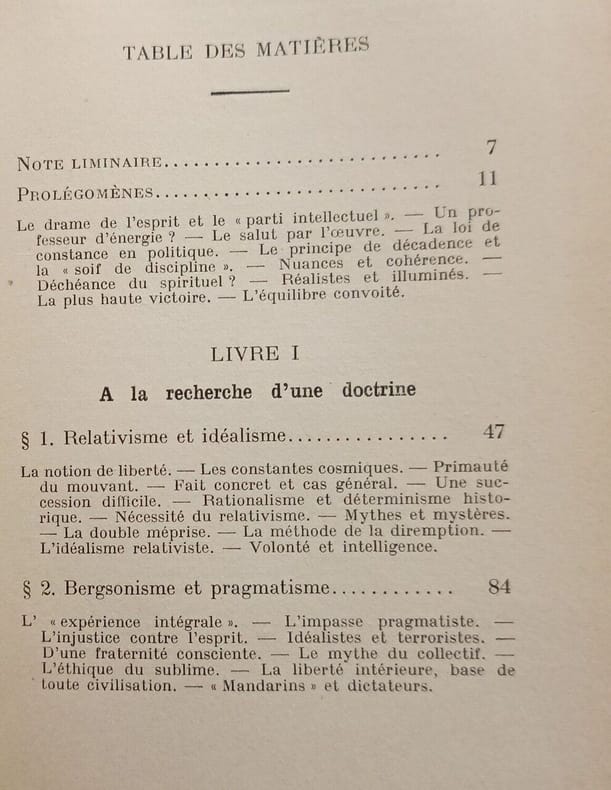 TABLE DES MATIÈRES
NOTE LIMINAIRE........................... 7
PROLÉGOMÈNES........................... 11
Le drame de l'esprit et le « parti intellectuel ». — Un pro-
fesseur d'énergie ? — Le salut par l'œuvre. — La loi de
constance en politique. — Le principe de décadence et
la « soif de discipline ». — Nuances et cohérence. —
Déchéance du spirituel ? — Réalistes et illuminés. —
La plus haute victoire. — L'équilibre convoité.
LIVRE I
A la recherche d'une doctrine
§ 1. Relativisme et idéalisme................ 47
La notion de liberté. — Les constantes cosmiques. — Primauté
du mouvant. — Fait concret et cas général. — Une suc-
cession difficile. — Rationalisme et déterminisme histo-
rique. — Nécessité du relativisme. — Mythes et mystères.
— La double méprise. — La méthode de la diremption. —
L'idéalisme relativiste. — Volonté et intelligence.
§ 2. Bergsonisme et pragmatisme............ 84
L' « expérience intégrale ». — L'impasse pragmatiste. —
L'injustice contre l'esprit. — Idéalistes et terroristes. —
D'une fraternité consciente. — Le mythe du collectif. —
L'éthique du sublime. — La liberté intérieure, base de
toute civilisation. — « Mandarins » et dictateurs.